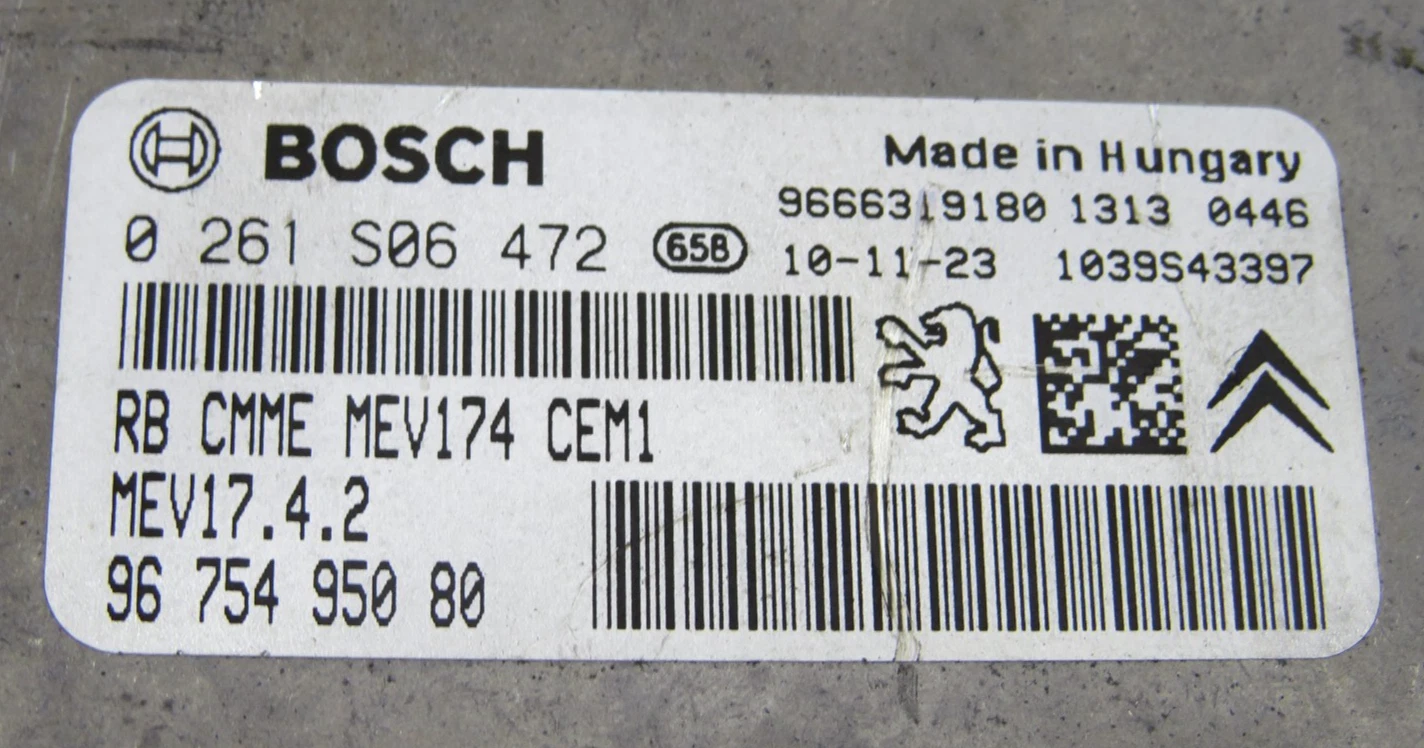 BOSCH
Made in Hungary
9666319180 1313 0446
0 261 S06 472 65B
10-11-23 1039S43397
RB CMME MEV174 CEM1
MEV17.4.2
96 754 950 80